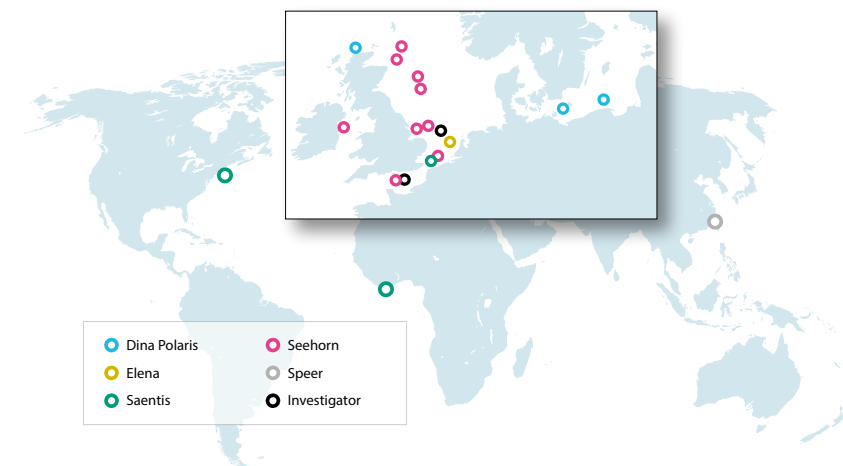 Dina Polaris
Elena
Saentis
Seehorn
Speer
Investigator